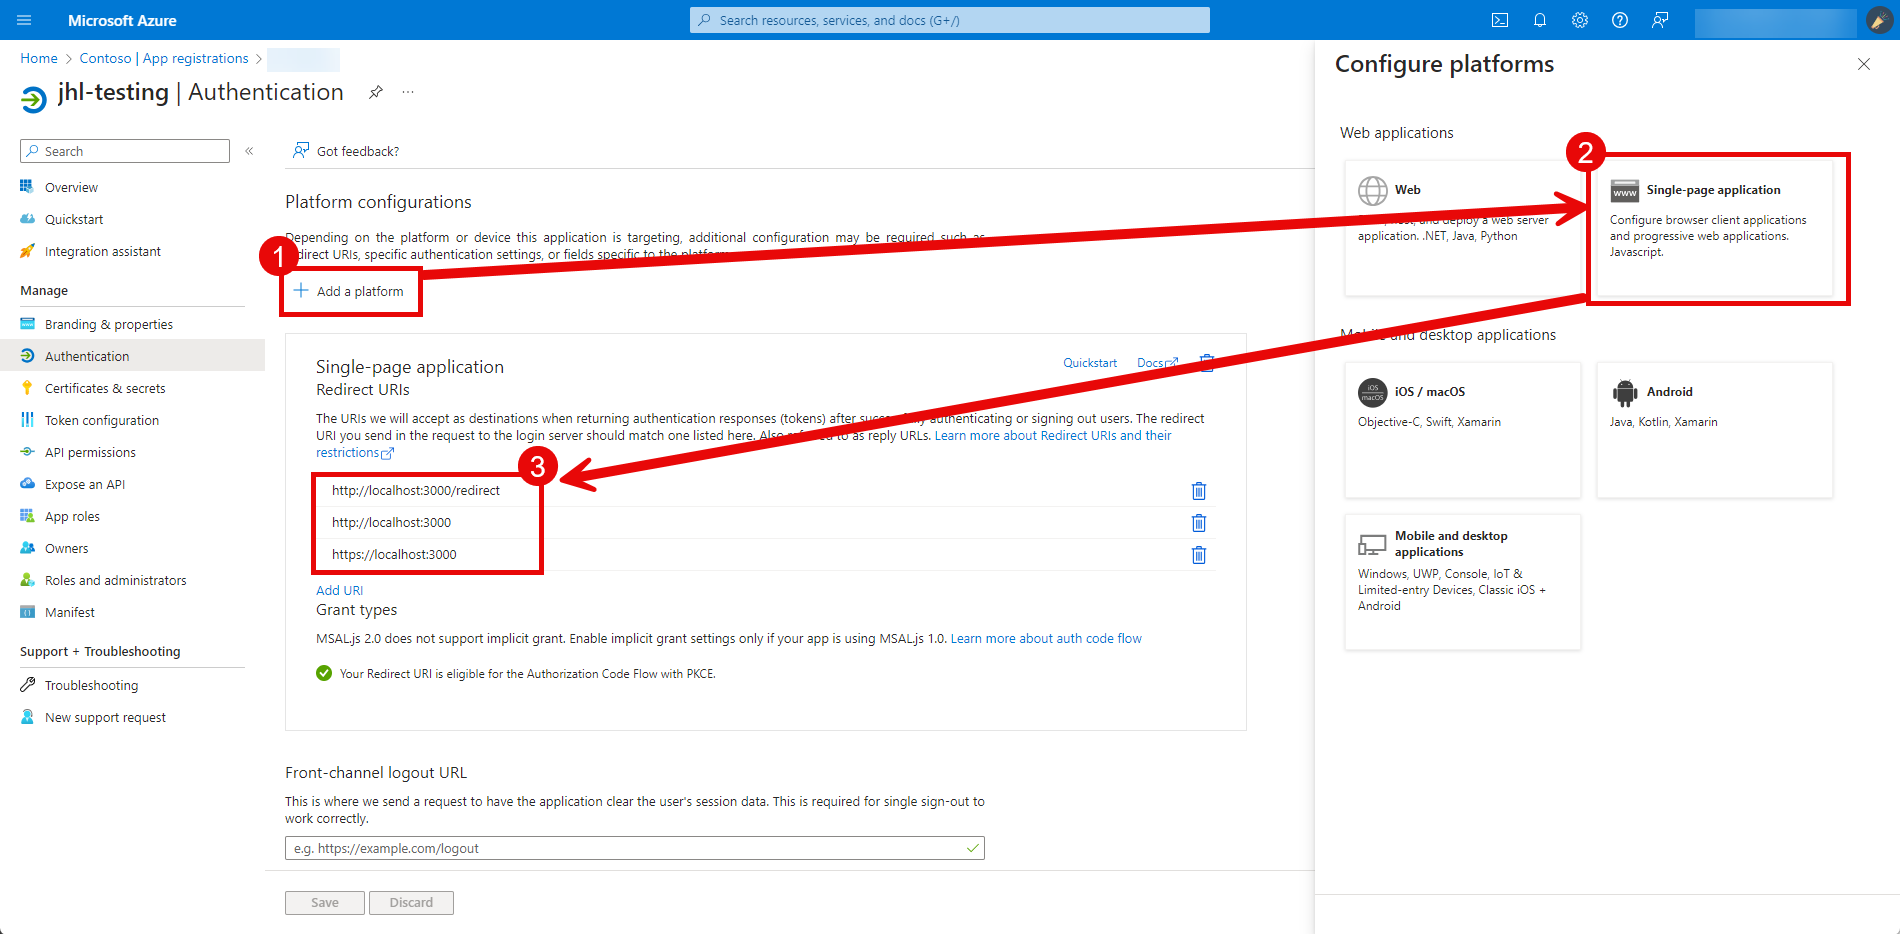 Microsoft Azure
Search resources, services, and docs (G+/)
Home > Contoso | App registrations >
jhl-testing | Authentication
Search
«
Overview
Quickstart
Integration assistant
Manage
Branding & properties
Authentication
Certificates & secrets
Token configuration
API permissions
Expose an API
App roles
Owners
Roles and administrators
Manifest
Support + Troubleshooting
Troubleshooting
New support request
Got feedback?
Platform configurations
Depending on the platform or device this application is targeting, additional configuration may be required such as
redirect URIs, specific authentication settings, or fields specific to the platform.
1
Add a platform
Single-page application
Quickstart
Docs
Redirect URIs
The URIs we will accept as destinations when returning authentication responses (tokens) after successfully authenticating or signing out users. The redirect
URI you send in the request to the login server should match one listed here. Also referred to as reply URLs. Learn more about Redirect URIs and their
restrictions
3
http://localhost:3000/redirect
http://localhost:3000
https://localhost:3000
Add URI
Grant types
MSAL.js 2.0 does not support implicit grant. Enable implicit grant settings only if your app is using MSAL.js 1.0. Learn more about auth code flow
Your Redirect URI is eligible for the Authorization Code Flow with PKCE.
Front-channel logout URL
This is where we send a request to have the application clear the user's session data. This is required for single sign-out to
work correctly.
e.g. https://example.com/logout
Save
Discard
Configure platforms
Web applications
Web
and deploy a web server
application. .NET, Java, Python
2
www
Single-page application
Configure browser client applications
and progressive web applications.
Javascript.
Mobile and desktop applications
iOS
macOS
iOS / macOS
Objective-C, Swift, Xamarin
Android
Java, Kotlin, Xamarin
Mobile and desktop
applications
Windows, UWP, Console, IoT &
Limited-entry Devices, Classic iOS +
Android